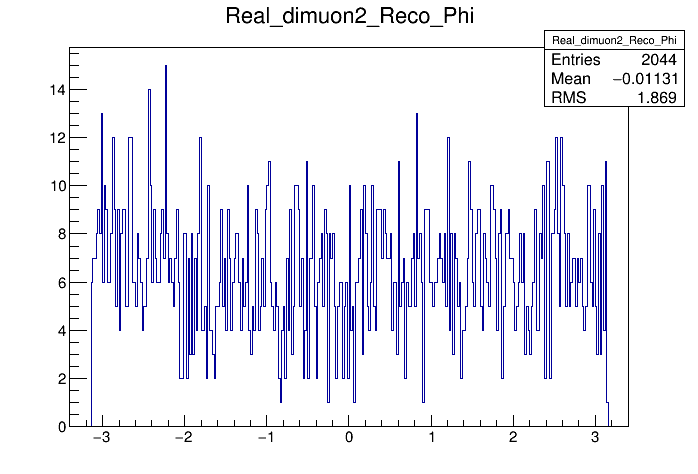 Real_dimuon2_Reco_Phi
Real_dimuon2_Reco_Phi
Entries 2044
Mean −0.01131
RMS 1.869
14
12
10
8
6
4
2
0
−3 −2 −1 0 1 2 3